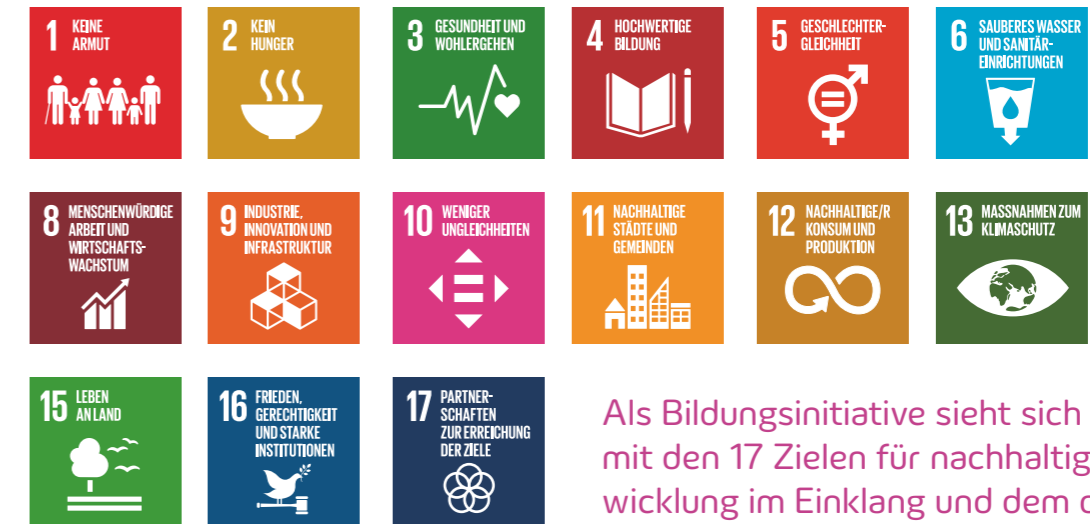 1 KEINE
ARMUT
2 KEIN
HUNGER
3 GESUNDHEIT UND
WOHLERGEHEN
4 HOCHWERTIGE
BILDUNG
5 GESCHLECHTER-
GLEICHHEIT
6 SAUBERES WASSER
UND SANITÄR-
EINRICHTUNGEN
8 MENSCHENWÜRDIGE
ARBEIT UND
WIRTSCHAFTS-
WACHSTUM
9 INDUSTRIE,
INNOVATION UND
INFRASTRUKTUR
10 WENIGER
UNGLEICHHEITEN
11 NACHHALTIGE
STÄDTE UND
GEMEINDEN
12 NACHHALTIGE/R
KONSUM UND
PRODUKTION
13 MASSNAHMEN ZUM
KLIMASCHUTZ
15 LEBEN
AN LAND
16 FRIEDEN,
GERECHTIGKEIT
UND STARKE
INSTITUTIONEN
17 PARTNER-
SCHAFTEN
ZUR ERREICHUNG
DER ZIELE
Als Bildungsinitiative sieht sich
mit den 17 Zielen für nachhaltig
wicklung im Einklang und dem